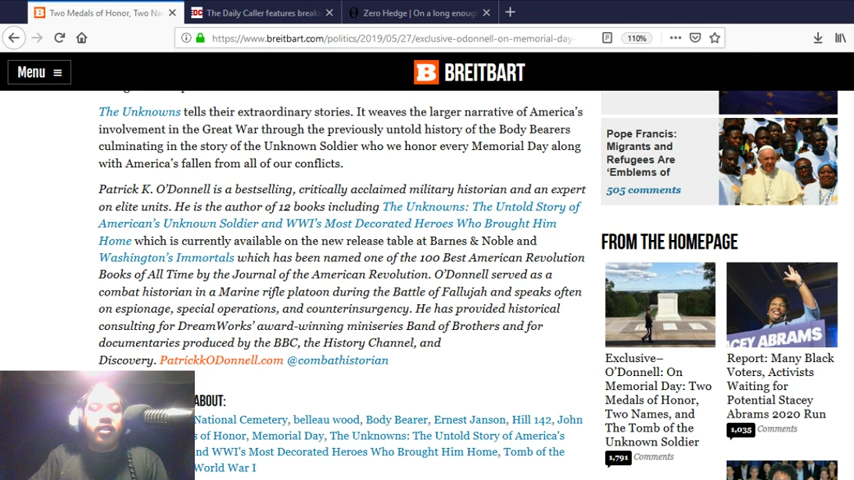 Two Medals of Honor, Two Na
The Daily Caller features break
Zero Hedge | On a long enoug
https://www.breitbart.com/politics/2019/05/27/exclusive-odonnell-on-memorial-day-
110%
Menu
B BREITBART
The Unknowns tells their extraordinary stories. It weaves the larger narrative of America's
involvement in the Great War through the previously untold history of the Body Bearers
culminating in the story of the Unknown Soldier who we honor every Memorial Day along
with America's fallen from all of our conflicts.
Patrick K. O'Donnell is a bestselling, critically acclaimed military historian and an expert
on elite units. He is the author of 12 books including The Unknowns: The Untold Story of
American's Unknown Soldier and WWI's Most Decorated Heroes Who Brought Him
Home which is currently available on the new release table at Barnes & Noble and
Washington's Immortals which has been named one of the 100 Best American Revolution
Books of All Time by the Journal of the American Revolution. O'Donnell served as a
combat historian in a Marine rifle platoon during the Battle of Fallujah and speaks often
on espionage, special operations, and counterinsurgency. He has provided historical
consulting for DreamWorks' award-winning miniseries Band of Brothers and for
documentaries produced by the BBC, the History Channel, and
Discovery. PatrickkODonnell.com @combathistorian
ABOUT:
National Cemetery, belleau wood, Body Bearer, Ernest Janson, Hill 142, John
s of Honor, Memorial Day, The Unknowns: The Untold Story of America's
nd WWI's Most Decorated Heroes Who Brought Him Home, Tomb of the
World War I
Pope Francis:
Migrants and
Refugees Are
'Emblems of
505 comments
FROM THE HOMEPAGE
Exclusive–
O'Donnell: On
Memorial Day: Two
Medals of Honor,
Two Names, and
The Tomb of the
Unknown Soldier
1,791 Comments
CEY ABRAMS
Report: Many Black
Voters, Activists
Waiting for
Potential Stacey
Abrams 2020 Run
1,035 Comments